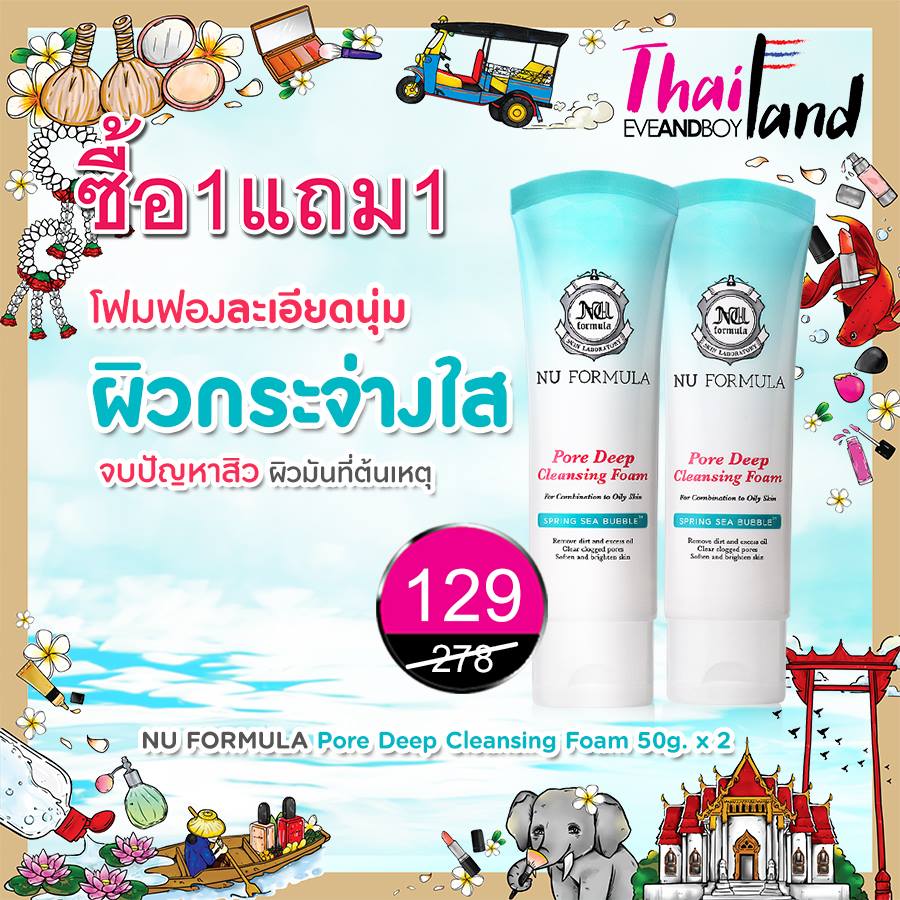 Thailand
EVEANDBOY
ซื้อ1แถม1
โฟมฟองละเอียดนุ่ม
ผิวกระจ่างใส
จบปัญหาสิว ผิวมันที่ต้นเหตุ
NU
formula
SKIN LABORATORY
NU FORMULA
Pore Deep
Cleansing Foam
For Combination to Oily Skin
SPRING SEA BUBBLE™
Remove dirt and excess oil
Clear clogged pores
Soften and brighten skin
NU
formula
SKIN LABORATORY
NU FORMULA
Pore Deep
Cleansing Foam
For Combination to Oily Skin
SPRING SEA BUBBLE™
Remove dirt and excess oil
Clear clogged pores
Soften and brighten skin
129
278
NU FORMULA Pore Deep Cleansing Foam 50g. x 2